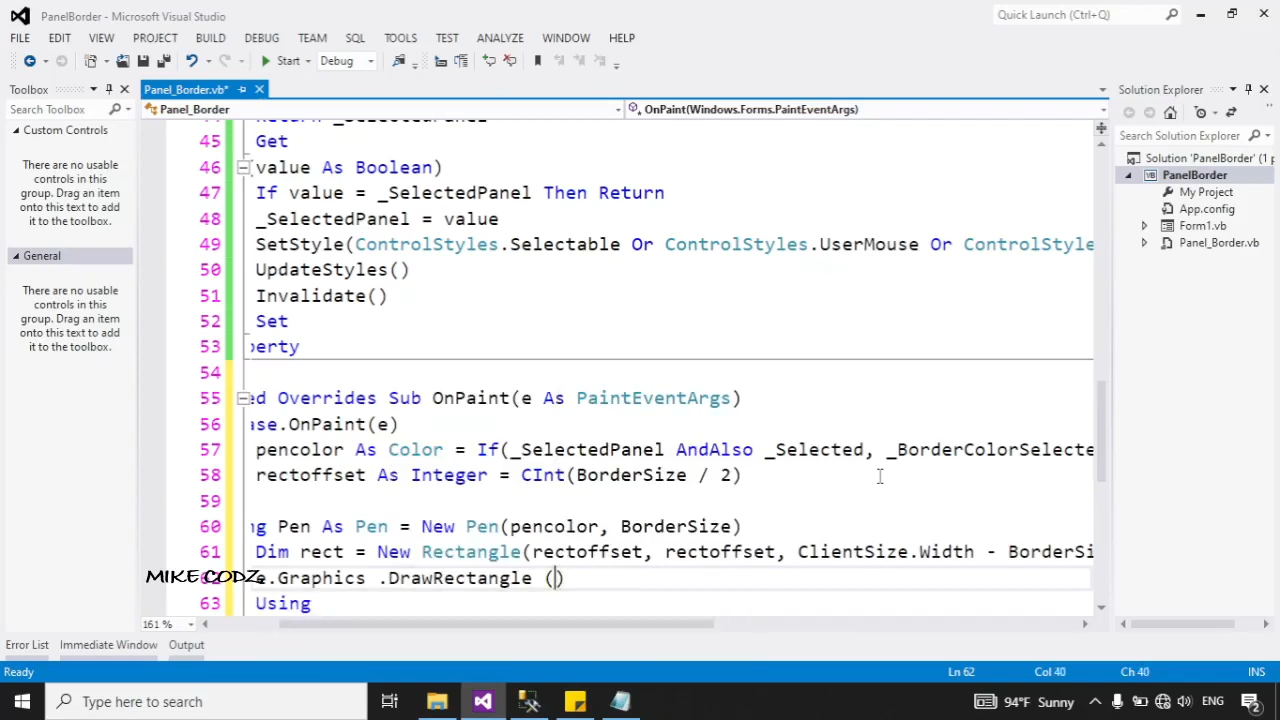 PanelBorder - Microsoft Visual Studio
Quick Launch (Ctrl+Q)
FILE EDIT VIEW PROJECT BUILD DEBUG TEAM SQL TOOLS TEST ANALYZE WINDOW HELP
Start Debug
Toolbox
Panel_Border.vb*
Solution Explorer
Search Toolbox
Panel_Border
OnPaint(Windows.Forms.PaintEventArgs)
Search Solution Explorer
Custom Controls
There are no usable
controls in this
group. Drag an item
onto this text to add
it to the toolbox.
General
There are no usable
controls in this
group. Drag an item
onto this text to add
it to the toolbox.
Return _SelectedPanel
45 Get
46 (value As Boolean)
47 If value = _SelectedPanel Then Return
48 _SelectedPanel = value
49 SetStyle(ControlStyles.Selectable Or ControlStyles.UserMouse Or ControlStyle
50 UpdateStyles()
51 Invalidate()
52 Set
53 perty
54
55 ed Overrides Sub OnPaint(e As PaintEventArgs)
56 ase.OnPaint(e)
57 pencolor As Color = If(_SelectedPanel AndAlso _Selected, _BorderColorSelecte
58 rectoffset As Integer = CInt(BorderSize / 2)
59
60 ng Pen As Pen = New Pen(pencolor, BorderSize)
61 Dim rect = New Rectangle(rectoffset, rectoffset, ClientSize.Width - BorderSi
62 e.Graphics .DrawRectangle ()
63 Using
MIKE CODZ
Solution 'PanelBorder' (1 p
PanelBorder
My Project
App.config
Form1.vb
Panel_Border.vb
161 %
Error List Immediate Window Output
Ready
Ln 62 Col 40 Ch 40 INS
Type here to search
94°F Sunny
ENG
2